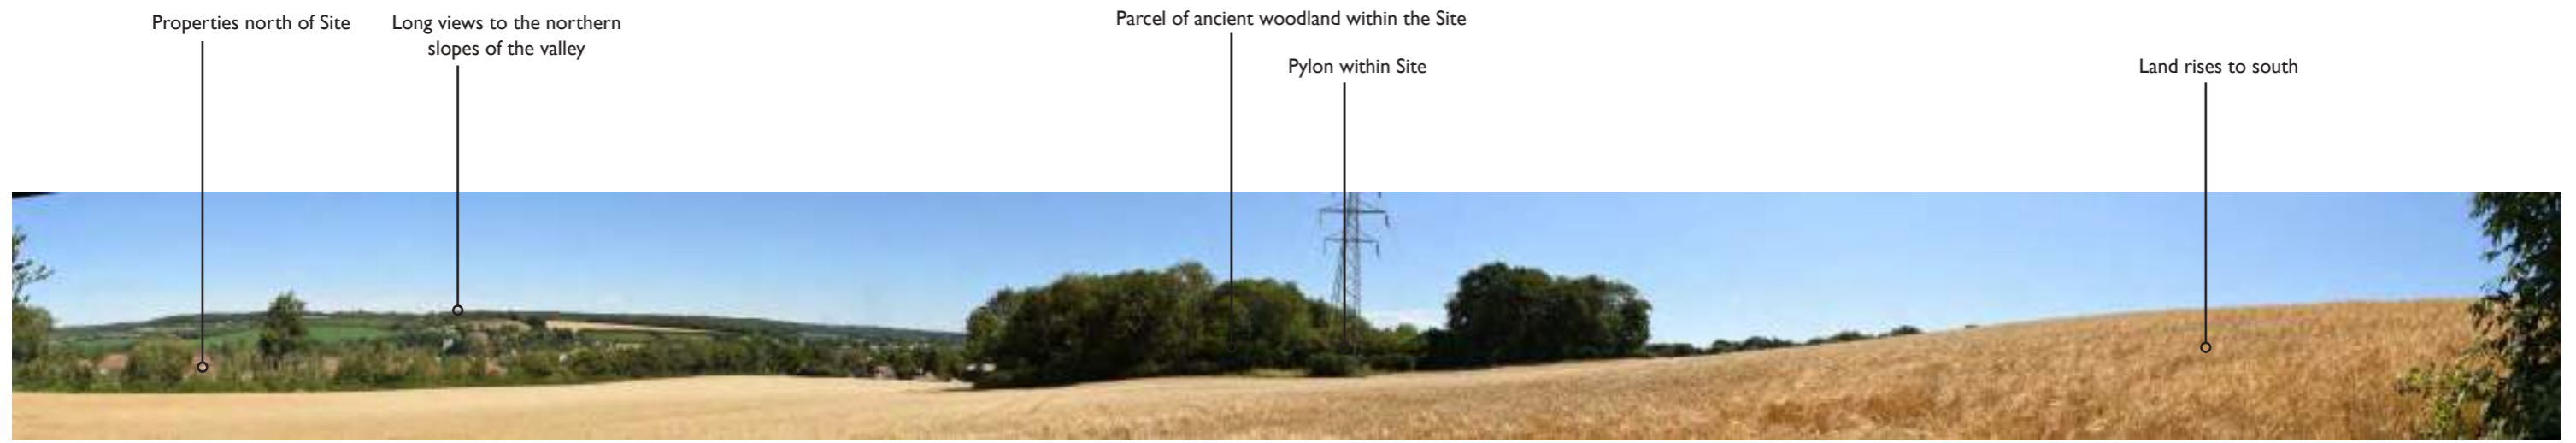 Properties north of Site
Long views to the northern
slopes of the valley
Parcel of ancient woodland within the Site
Pylon within Site
Land rises to south